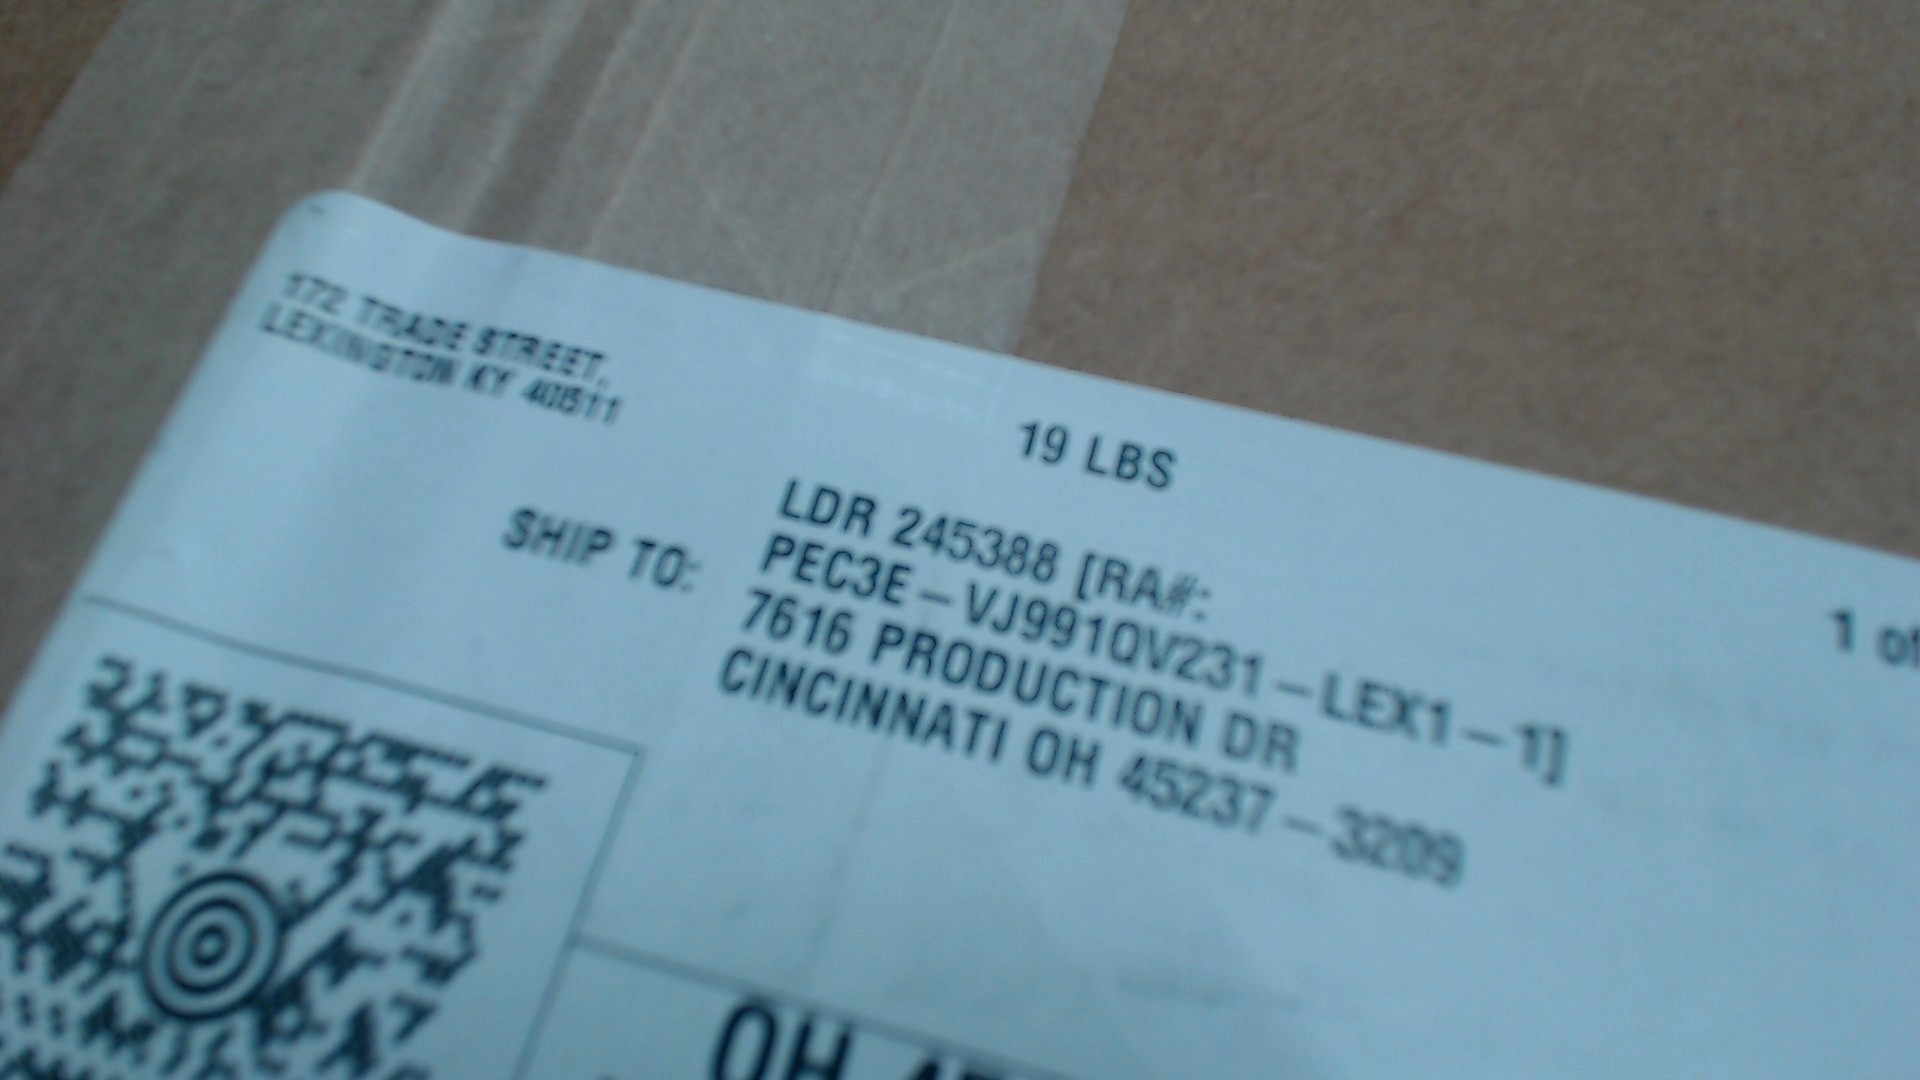 172 TRADE STREET,
LEXINGTON KY 40511
19 LBS
1 of
SHIP TO:
LDR 245388 [RA#:
PEC3E-VJ991QV231-LEX1-1]
7616 PRODUCTION DR
CINCINNATI OH 45237-3209
OH